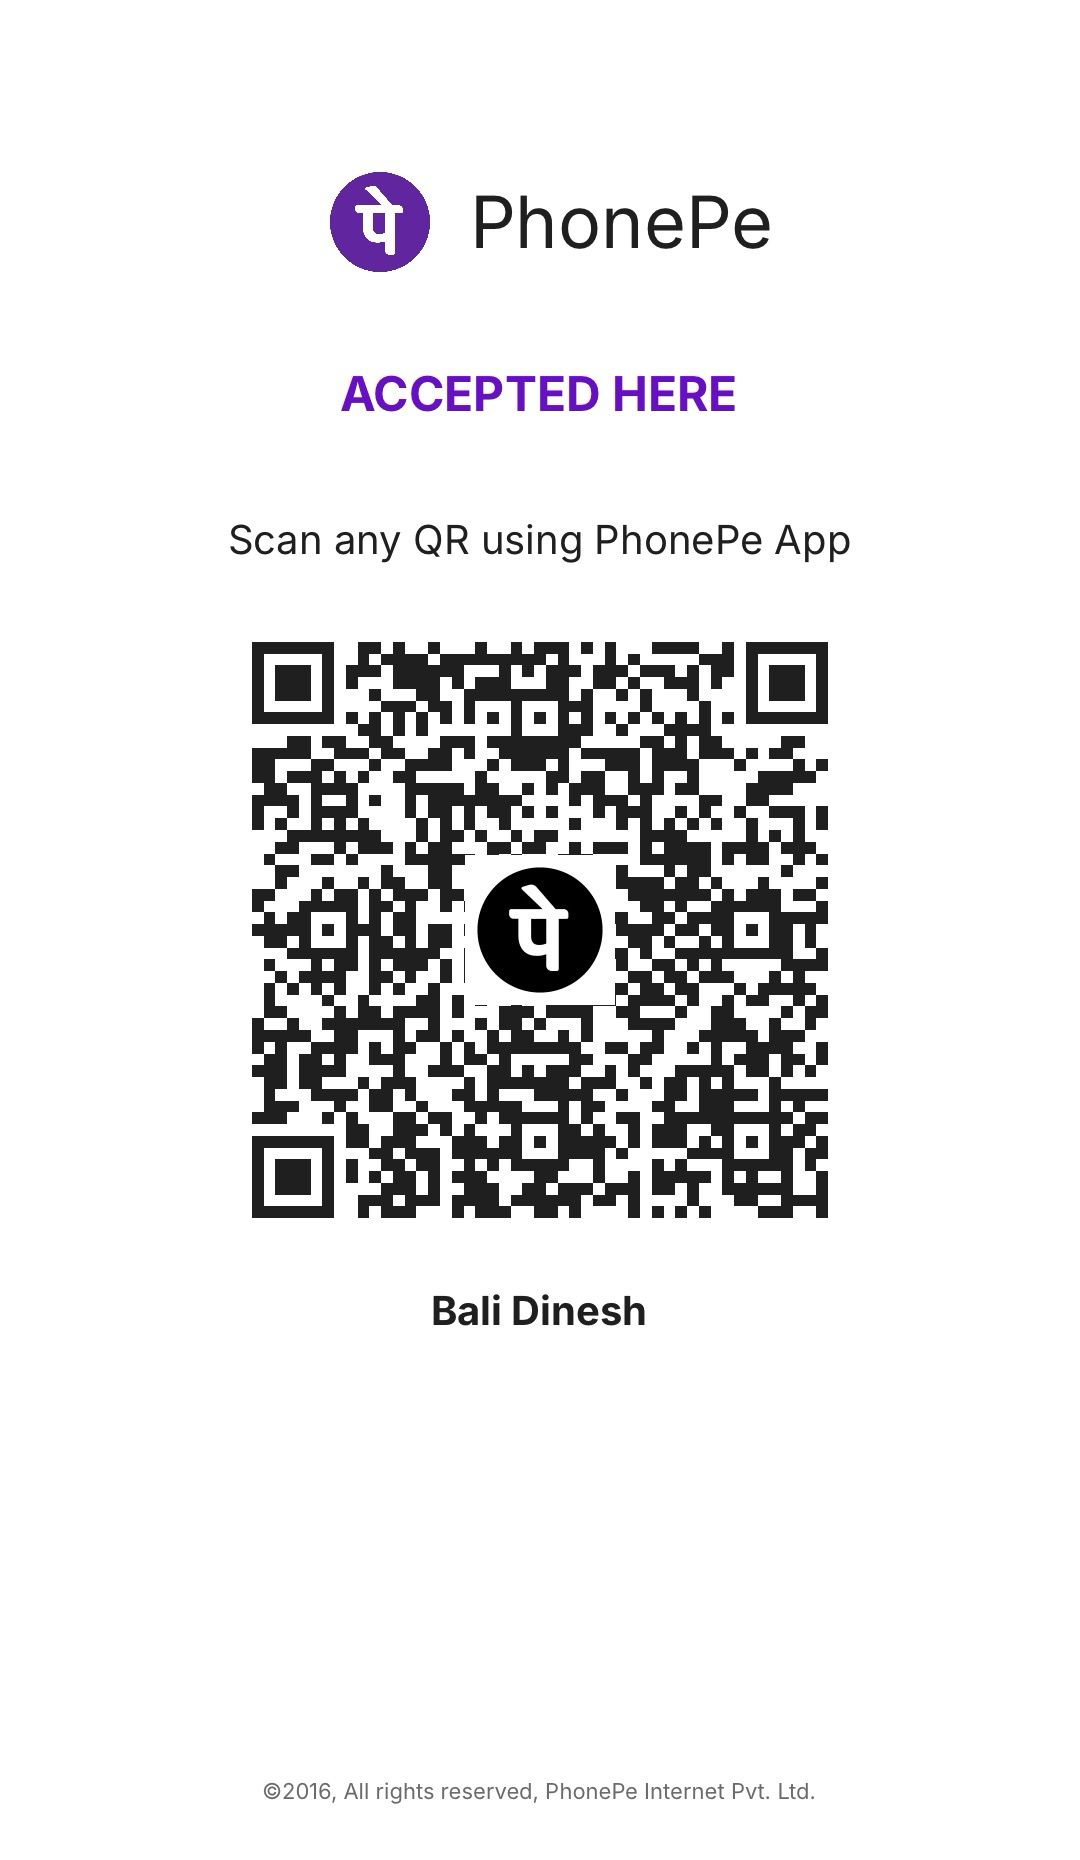 पे PhonePe
ACCEPTED HERE
Scan any QR using PhonePe App
पे
Bali Dinesh
©2016, All rights reserved, PhonePe Internet Pvt. Ltd.